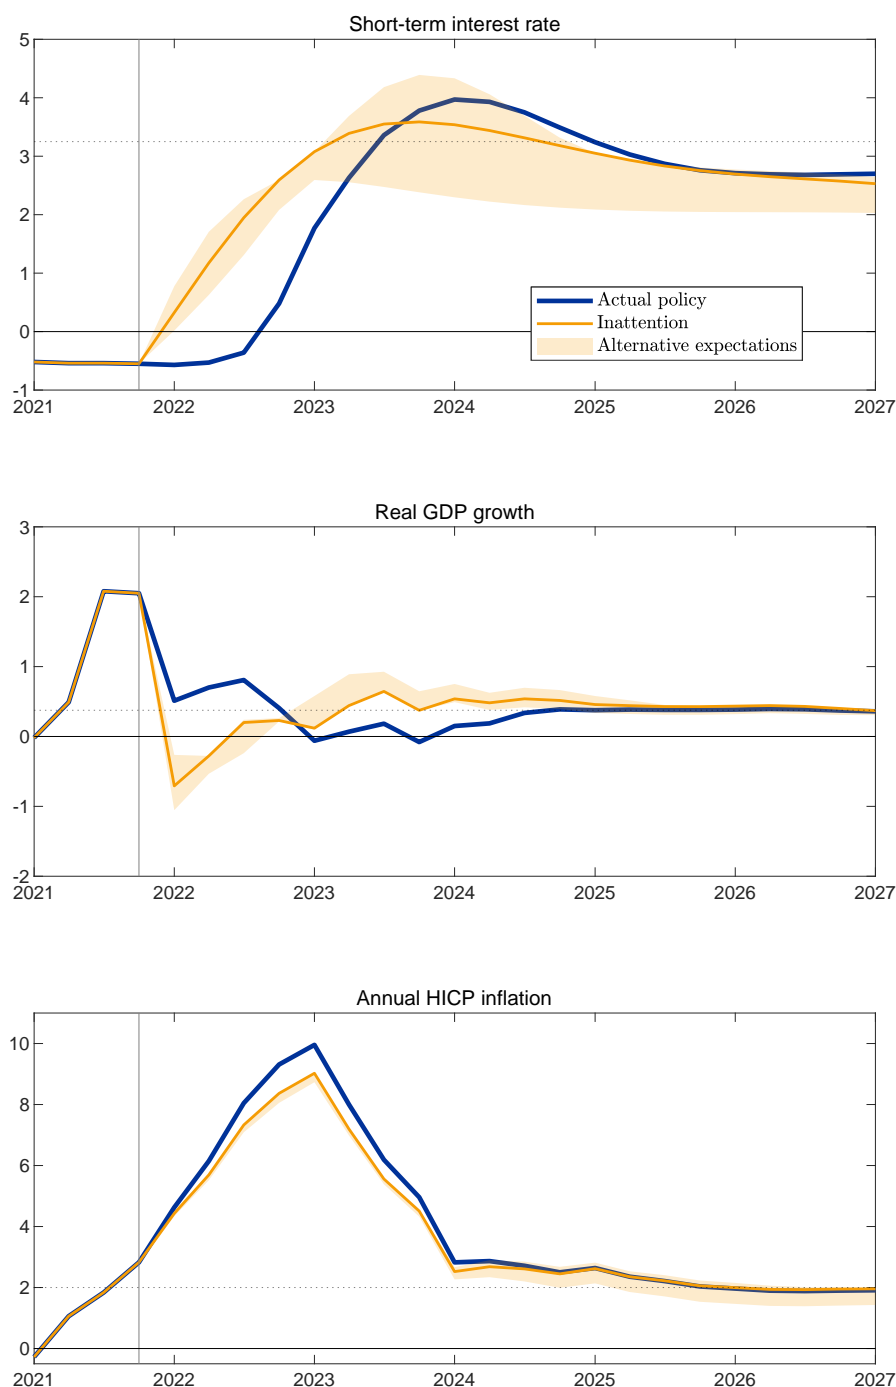 Short-term interest rate
5
4
3
2
1
0
-1
Actual policy
Inattention
Alternative expectations
2021 2022 2023 2024 2025 2026 2027
Real GDP growth
3
2
1
0
-1
-2
2021 2022 2023 2024 2025 2026 2027
Annual HICP inflation
10
8
6
4
2
0
2021 2022 2023 2024 2025 2026 2027